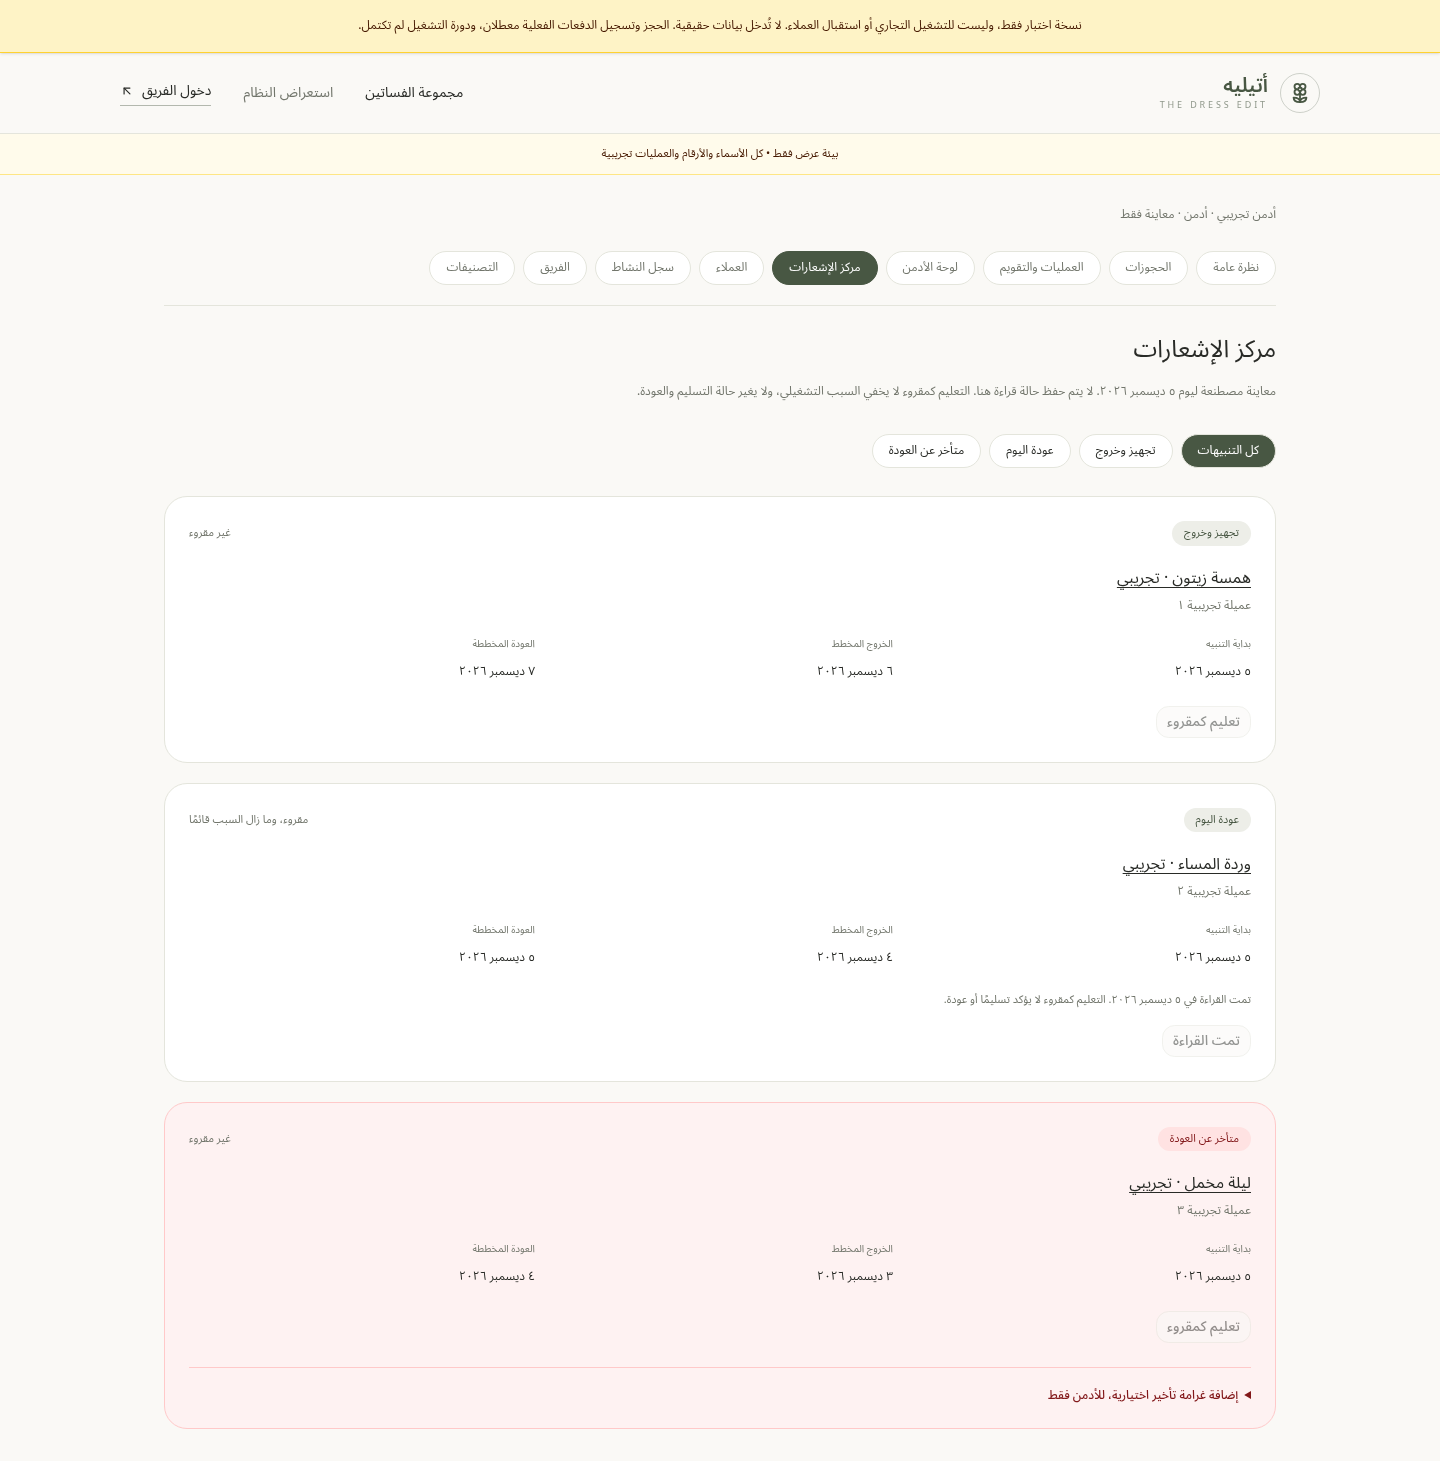 نسخة اختبار فقط، وليست للتشغيل التجاري أو استقبال العملاء. لا تُدخل بيانات حقيقية. الحجز وتسجيل الدفعات الفعلية معطلان، ودورة التشغيل لم تكتمل.
أتيليه
THE DRESS EDIT
مجموعة الفساتين
استعراض النظام
دخول الفريق
بيئة عرض فقط • كل الأسماء والأرقام والعمليات تجريبية
أدمن تجريبي · أدمن · معاينة فقط
نظرة عامة
الحجوزات
العمليات والتقويم
لوحة الأدمن
مركز الإشعارات
العملاء
سجل النشاط
الفريق
التصنيفات
مركز الإشعارات
معاينة مصطنعة ليوم ٥ ديسمبر ٢٠٢٦. لا يتم حفظ حالة قراءة هنا. التعليم كمقروء لا يخفي السبب التشغيلي، ولا يغير حالة التسليم والعودة.
كل التنبيهات
تجهيز وخروج
عودة اليوم
متأخر عن العودة
تجهيز وخروج
غير مقروء
همسة زيتون · تجريبي
عميلة تجريبية ١
بداية التنبيه
الخروج المخطط
العودة المخططة
٥ ديسمبر ٢٠٢٦
٦ ديسمبر ٢٠٢٦
٧ ديسمبر ٢٠٢٦
تعليم كمقروء
عودة اليوم
مقروء، وما زال السبب قائمًا
وردة المساء · تجريبي
عميلة تجريبية ٢
بداية التنبيه
الخروج المخطط
العودة المخططة
٥ ديسمبر ٢٠٢٦
٤ ديسمبر ٢٠٢٦
٥ ديسمبر ٢٠٢٦
تمت القراءة في ٥ ديسمبر ٢٠٢٦. التعليم كمقروء لا يؤكد تسليمًا أو عودة.
تمت القراءة
متأخر عن العودة
غير مقروء
ليلة مخمل · تجريبي
عميلة تجريبية ٣
بداية التنبيه
الخروج المخطط
العودة المخططة
٥ ديسمبر ٢٠٢٦
٣ ديسمبر ٢٠٢٦
٤ ديسمبر ٢٠٢٦
تعليم كمقروء
إضافة غرامة تأخير اختيارية، للأدمن فقط